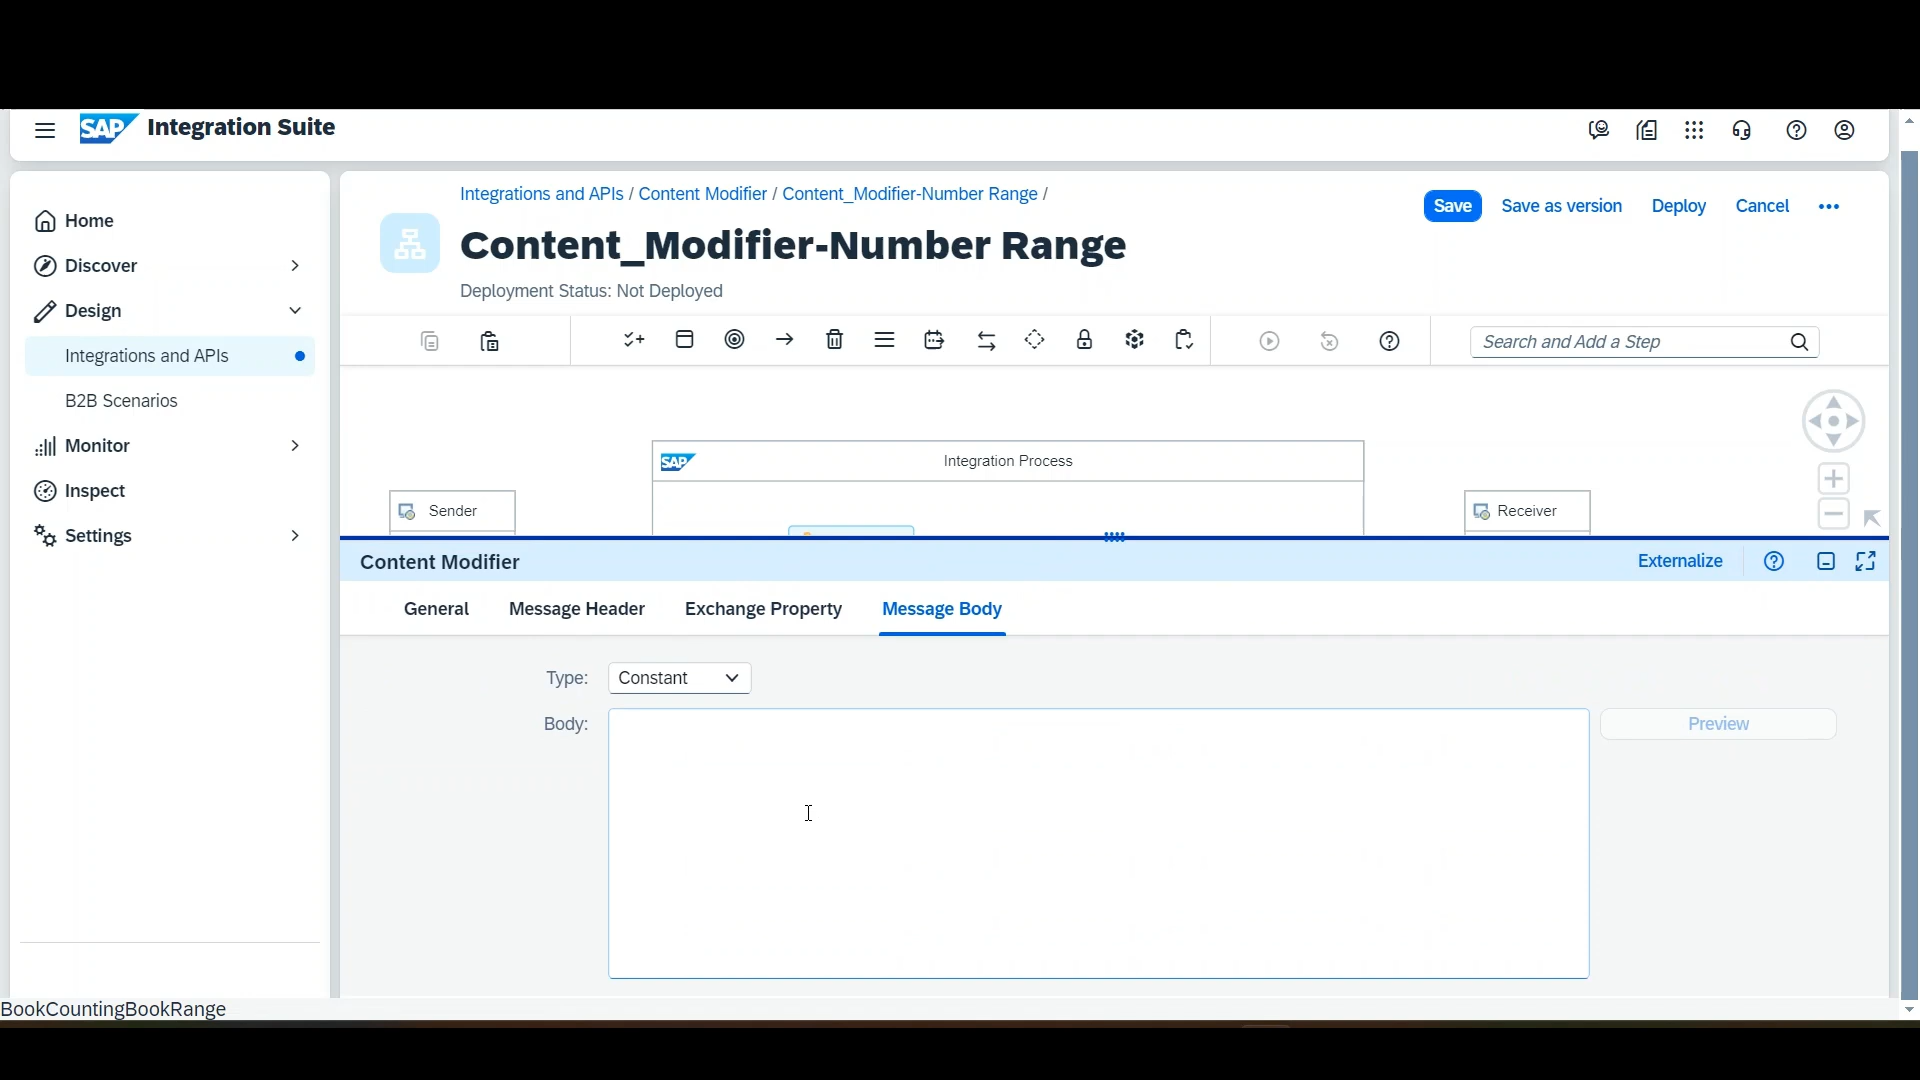 SAP Integration Suite
Home
Discover
Design
Integrations and APIs
B2B Scenarios
Monitor
Inspect
Settings
Integrations and APIs / Content Modifier / Content_Modifier-Number Range /
Content_Modifier-Number Range
Deployment Status: Not Deployed
Save Save as version Deploy Cancel
Search and Add a Step
SAP Integration Process
Sender
Receiver
Content Modifier
Externalize
General Message Header Exchange Property Message Body
Type: Constant
Body:
Preview
BookCountingBookRange